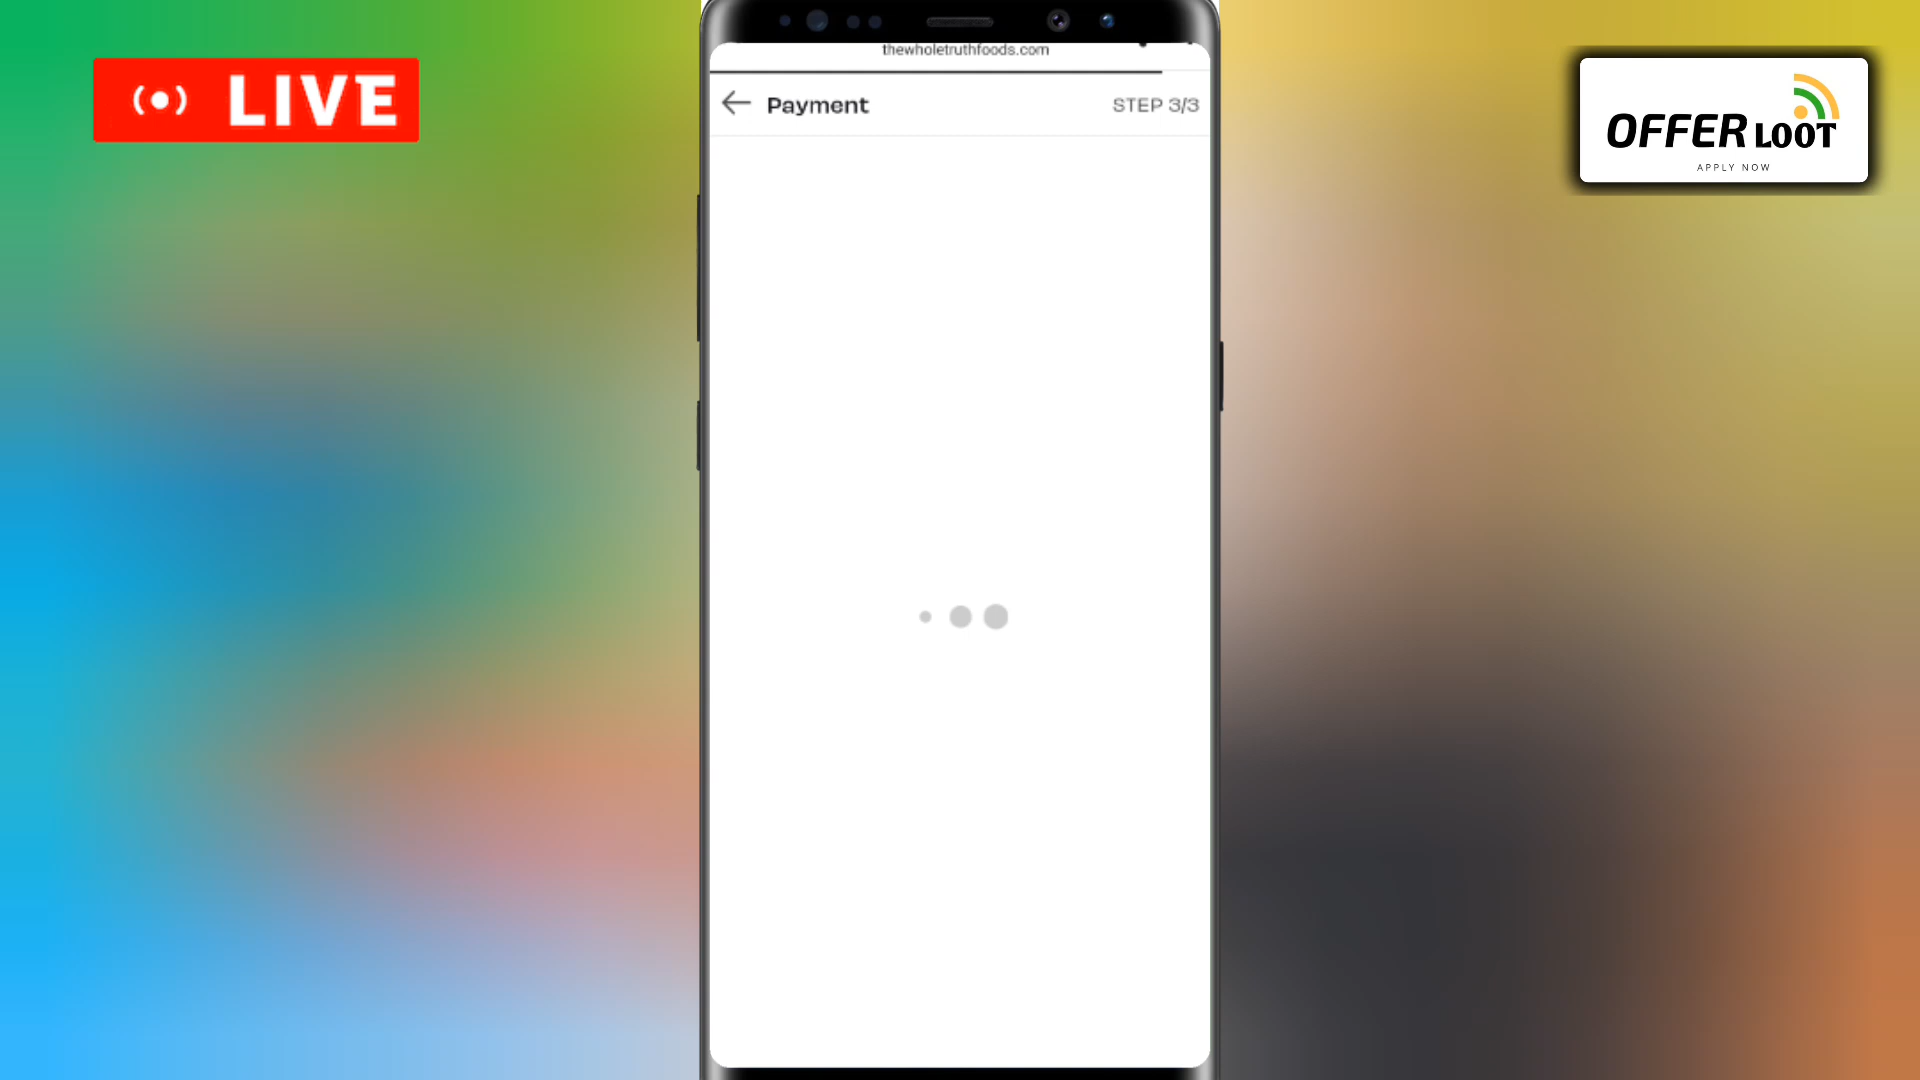 LIVE
thewholetruthfoods.com
Payment
STEP 3/3
OFFER LOOT
APPLY NOW